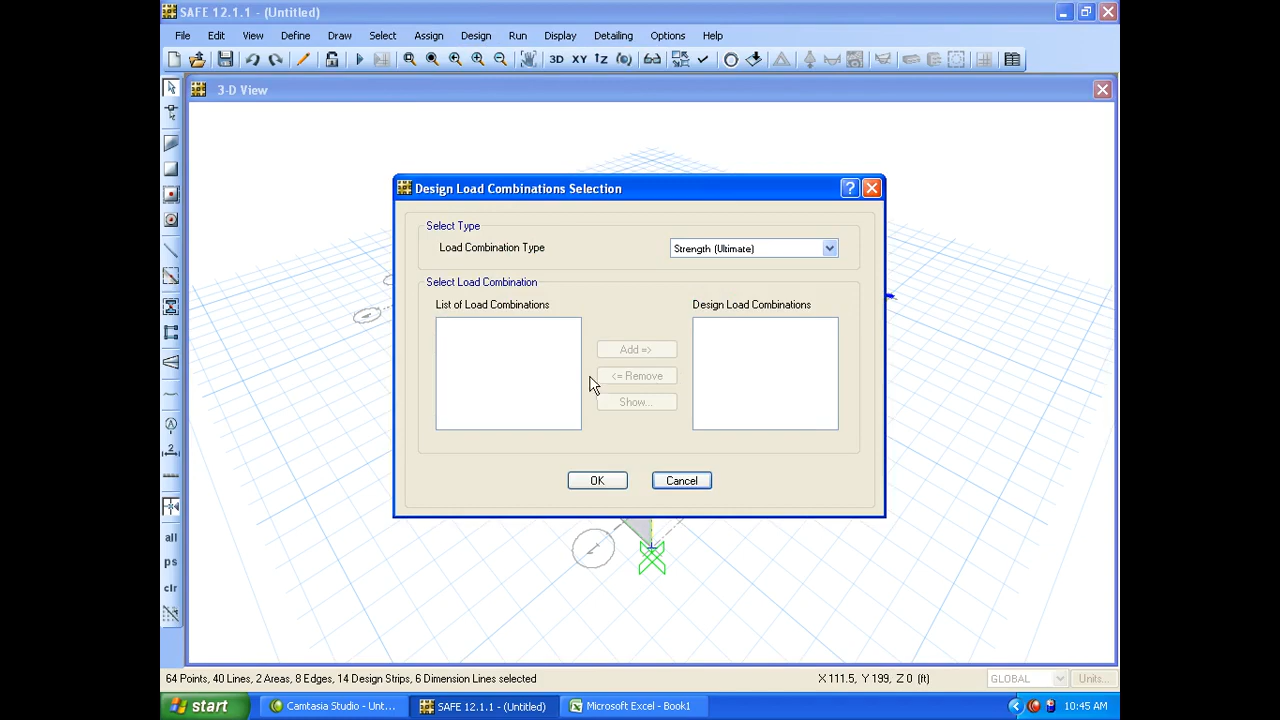 SAFE 12.1.1 - (Untitled)
File Edit View Define Draw Select Assign Design Run Display Detailing Options Help
3D XY
3-D View
Design Load Combinations Selection
Select Type
Load Combination Type Strength (Ultimate)
Select Load Combination
List of Load Combinations Design Load Combinations
Add =>
<= Remove
Show...
OK Cancel
all
ps
clr
64 Points, 40 Lines, 2 Areas, 8 Edges, 14 Design Strips, 6 Dimension Lines selected X 111.5, Y 199, Z 0 (ft) GLOBAL Units...
start Camtasia Studio - Unt... SAFE 12.1.1 - (Untitled) Microsoft Excel - Book1 10:45 AM